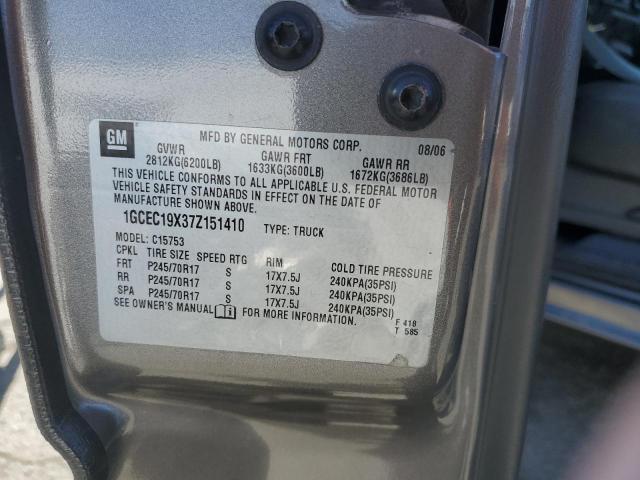 GM
MFD BY GENERAL MOTORS CORP. 08/06
GVWR GAWR FRT GAWR RR
2812KG(6200LB) 1633KG(3600LB) 1672KG(3686LB)
THIS VEHICLE CONFORMS TO ALL APPLICABLE U.S. FEDERAL MOTOR
VEHICLE SAFETY STANDARDS IN EFFECT ON THE DATE OF
MANUFACTURE SHOWN ABOVE.
1GCEC19X37Z151410 TYPE: TRUCK
MODEL: C15753
CPKL TIRE SIZE SPEED RTG RIM COLD TIRE PRESSURE
FRT P245/70R17 S 17X7.5J 240KPA(35PSI)
RR P245/70R17 S 17X7.5J 240KPA(35PSI)
SPA P245/70R17 S 17X7.5J 240KPA(35PSI)
SEE OWNER'S MANUAL FOR MORE INFORMATION.
F 418
T 585